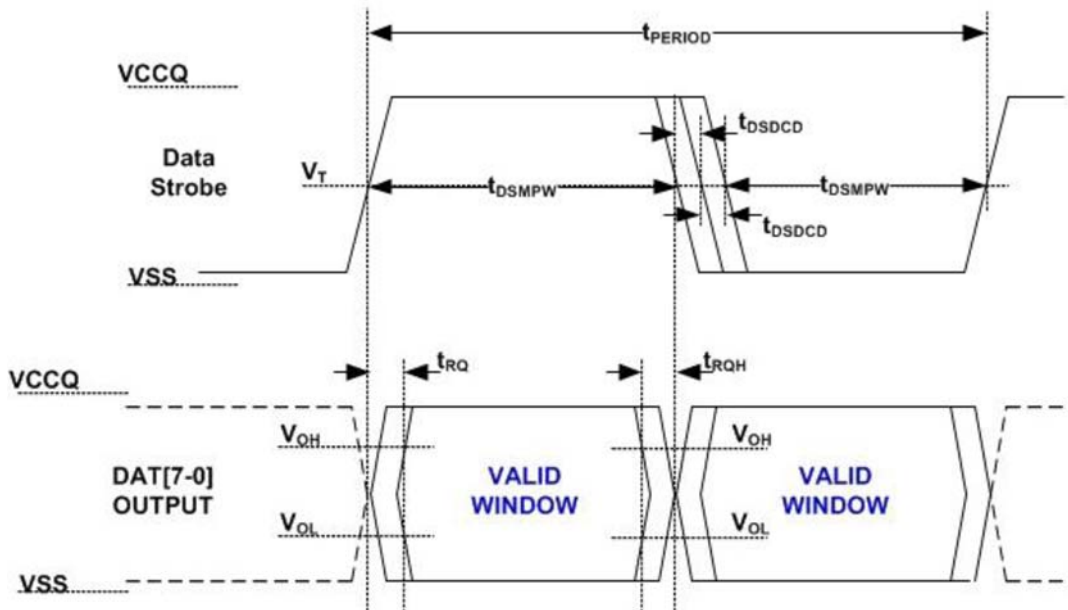 tPERIOD
VCCQ
tDSDCD
Data
Strobe
VT
tDSMPW
tDSMPW
tDSDCD
VSS
tRQ
tRQH
VCCQ
VOH
VOH
DAT[7-0]
OUTPUT
VALID
WINDOW
VALID
WINDOW
VOL
VOL
VSS